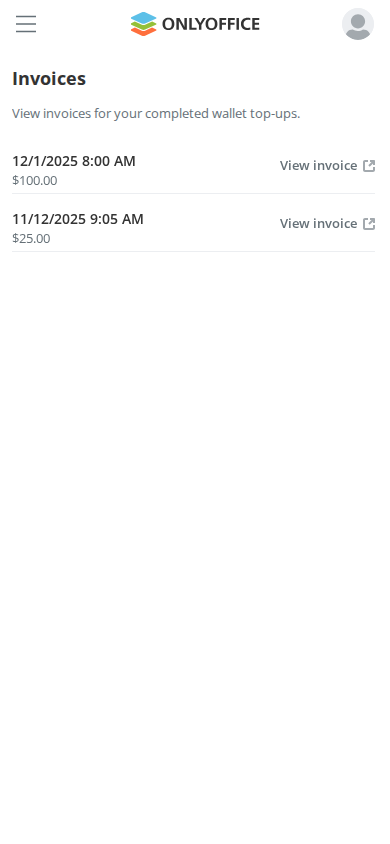 ONLYOFFICE
Invoices
View invoices for your completed wallet top-ups.
12/1/2025 8:00 AM
View invoice
$100.00
11/12/2025 9:05 AM
View invoice
$25.00